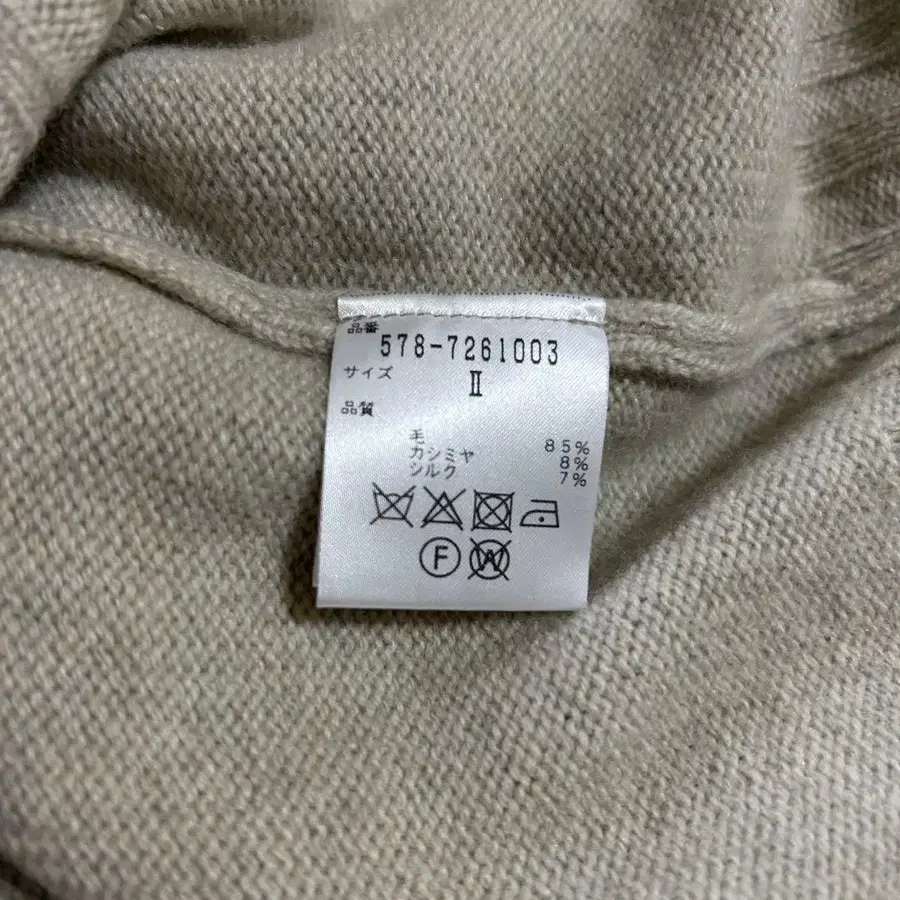 品番
578-7261003
サイズ
Ⅱ
品質
毛 85%
カシミヤ 8%
シルク 7%
F W